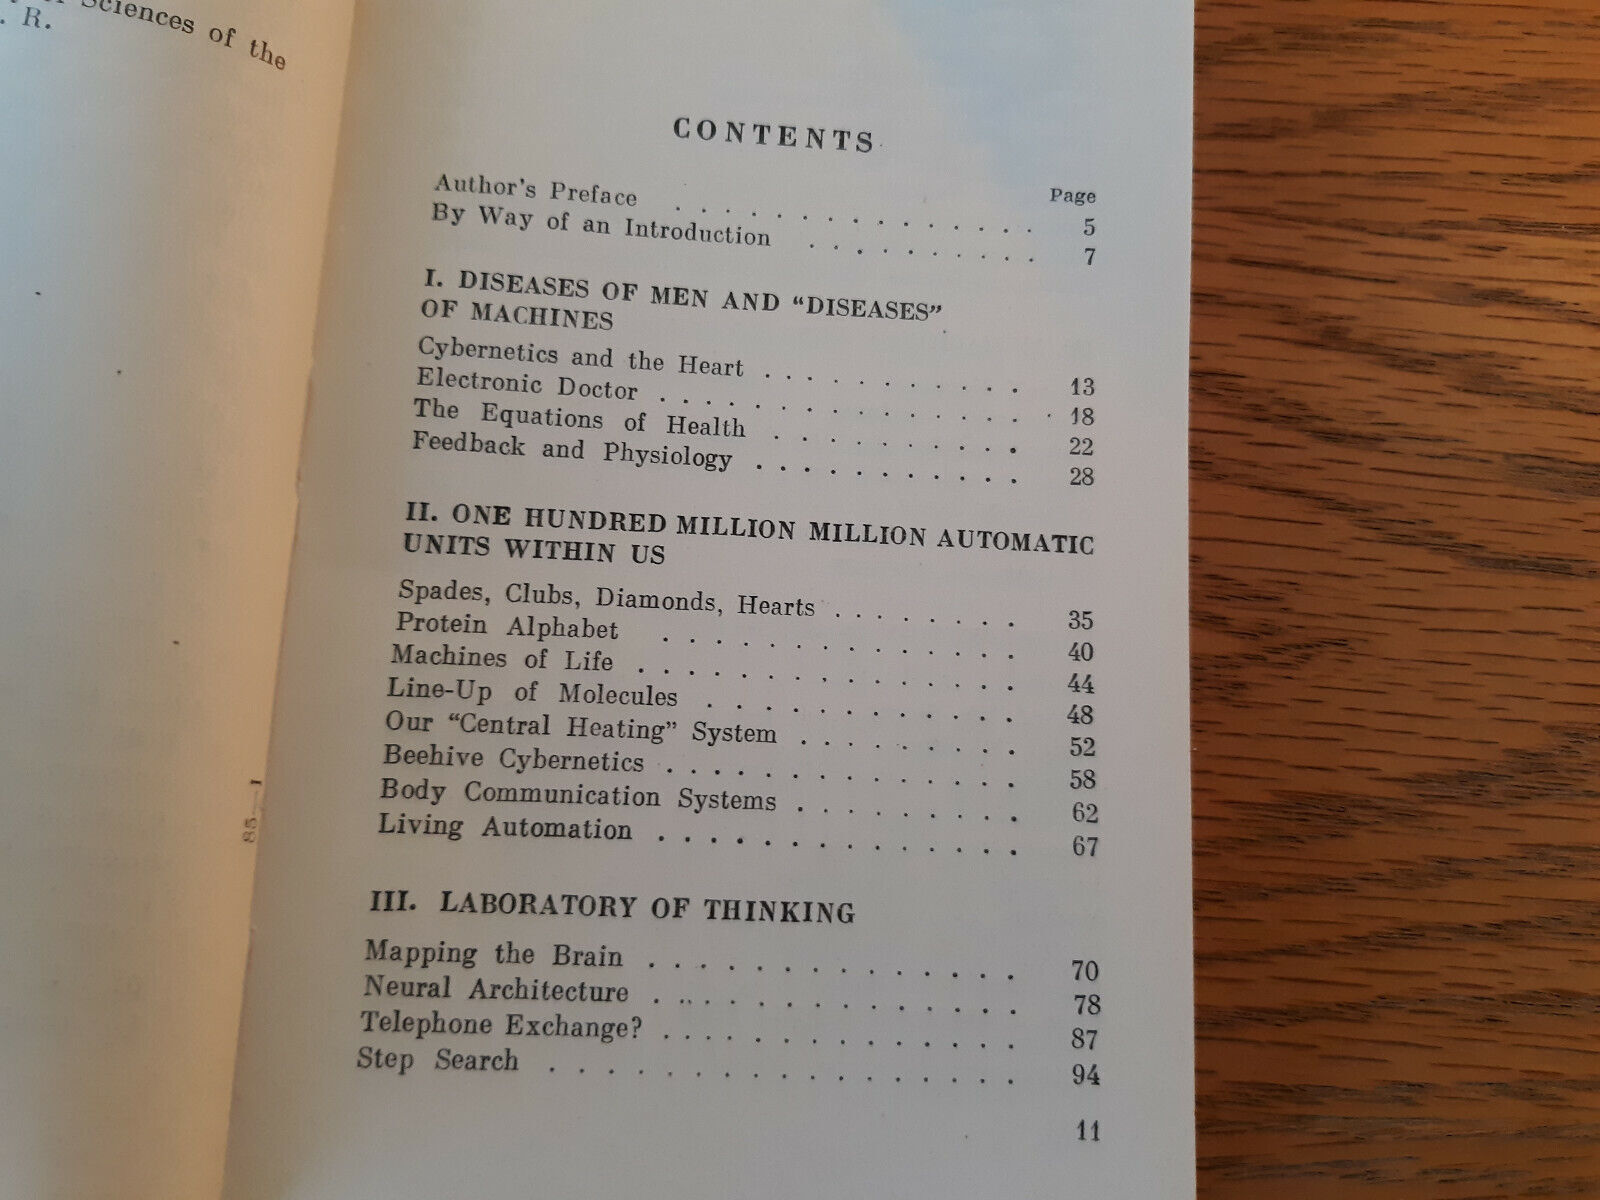 Sciences of the
. R.
85—1
CONTENTS
Page
Author's Preface . . . . . . . . . . . . . 5
By Way of an Introduction . . . . . . . . . . 7
I. DISEASES OF MEN AND “DISEASES”
OF MACHINES
Cybernetics and the Heart . . . . . . . . . . . 13
Electronic Doctor . . . . . . . . . . . . . . . 18
The Equations of Health . . . . . . . . . . 22
Feedback and Physiology . . . . . . . . . . . 28
II. ONE HUNDRED MILLION MILLION AUTOMATIC
UNITS WITHIN US
Spades, Clubs, Diamonds, Hearts . . . . . . . 35
Protein Alphabet . . . . . . . . . . . . . . 40
Machines of Life . . . . . . . . . . . . . . . 44
Line-Up of Molecules . . . . . . . . . . . . 48
Our “Central Heating” System . . . . . . . . 52
Beehive Cybernetics . . . . . . . . . . . . . . 58
Body Communication Systems . . . . . . . . . 62
Living Automation . . . . . . . . . . . . . . 67
III. LABORATORY OF THINKING
Mapping the Brain . . . . . . . . . . . . . . 70
Neural Architecture . . . . . . . . . . . . . . 78
Telephone Exchange? . . . . . . . . . . . . . . 87
Step Search . . . . . . . . . . . . . . . . . 94
11